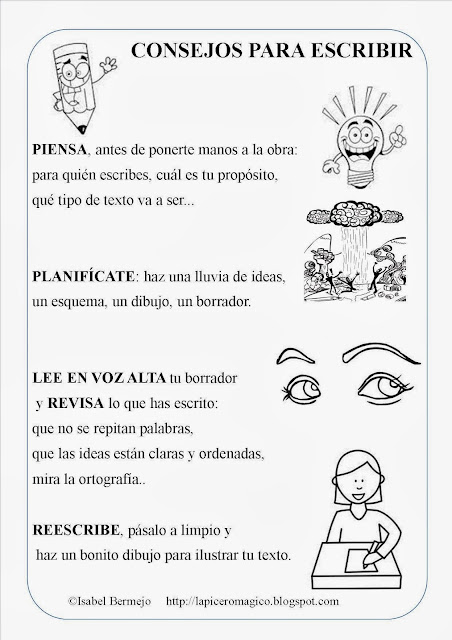 CONSEJOS PARA ESCRIBIR
PIENSA, antes de ponerte manos a la obra:
para quién escribes, cuál es tu propósito,
qué tipo de texto va a ser...
PLANIFÍCATE: haz una lluvia de ideas,
un esquema, un dibujo, un borrador.
LEE EN VOZ ALTA tu borrador
y REVISA lo que has escrito:
que no se repitan palabras,
que las ideas están claras y ordenadas,
mira la ortografía..
REESCRIBE, pásalo a limpio y
haz un bonito dibujo para ilustrar tu texto.
©Isabel Bermejo http://lapiceromagico.blogspot.com